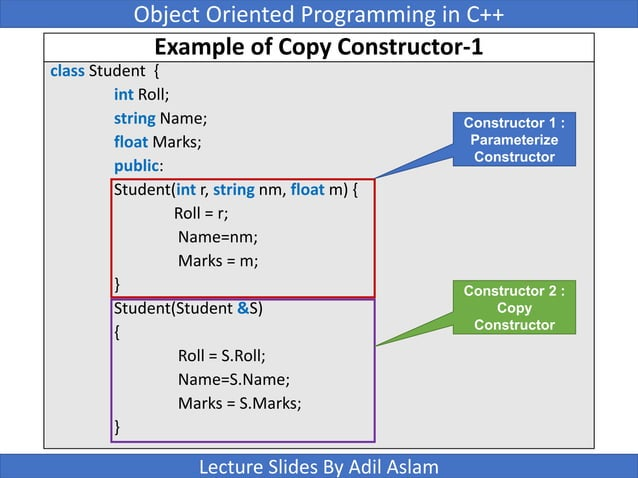 Object Oriented Programming in C++
Example of Copy Constructor-1
class Student {
int Roll;
string Name;
float Marks;
public:
Student(int r, string nm, float m) {
Roll = r;
Name=nm;
Marks = m;
}
Student(Student &S)
{
Roll = S.Roll;
Name=S.Name;
Marks = S.Marks;
}
Constructor 1 :
Parameterize
Constructor
Constructor 2 :
Copy
Constructor
Lecture Slides By Adil Aslam